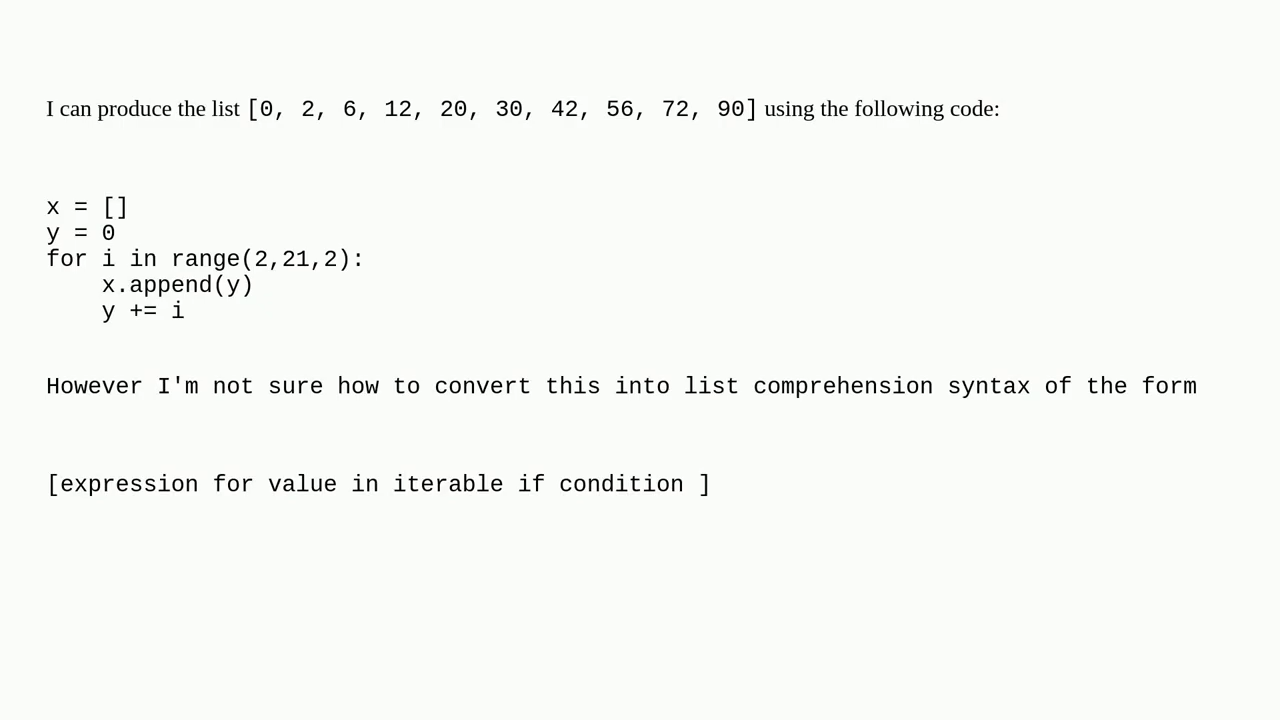 I can produce the list [0, 2, 6, 12, 20, 30, 42, 56, 72, 90] using the following code:
x = []
y = 0
for i in range(2,21,2):
    x.append(y)
    y += i
However I'm not sure how to convert this into list comprehension syntax of the form
[expression for value in iterable if condition ]